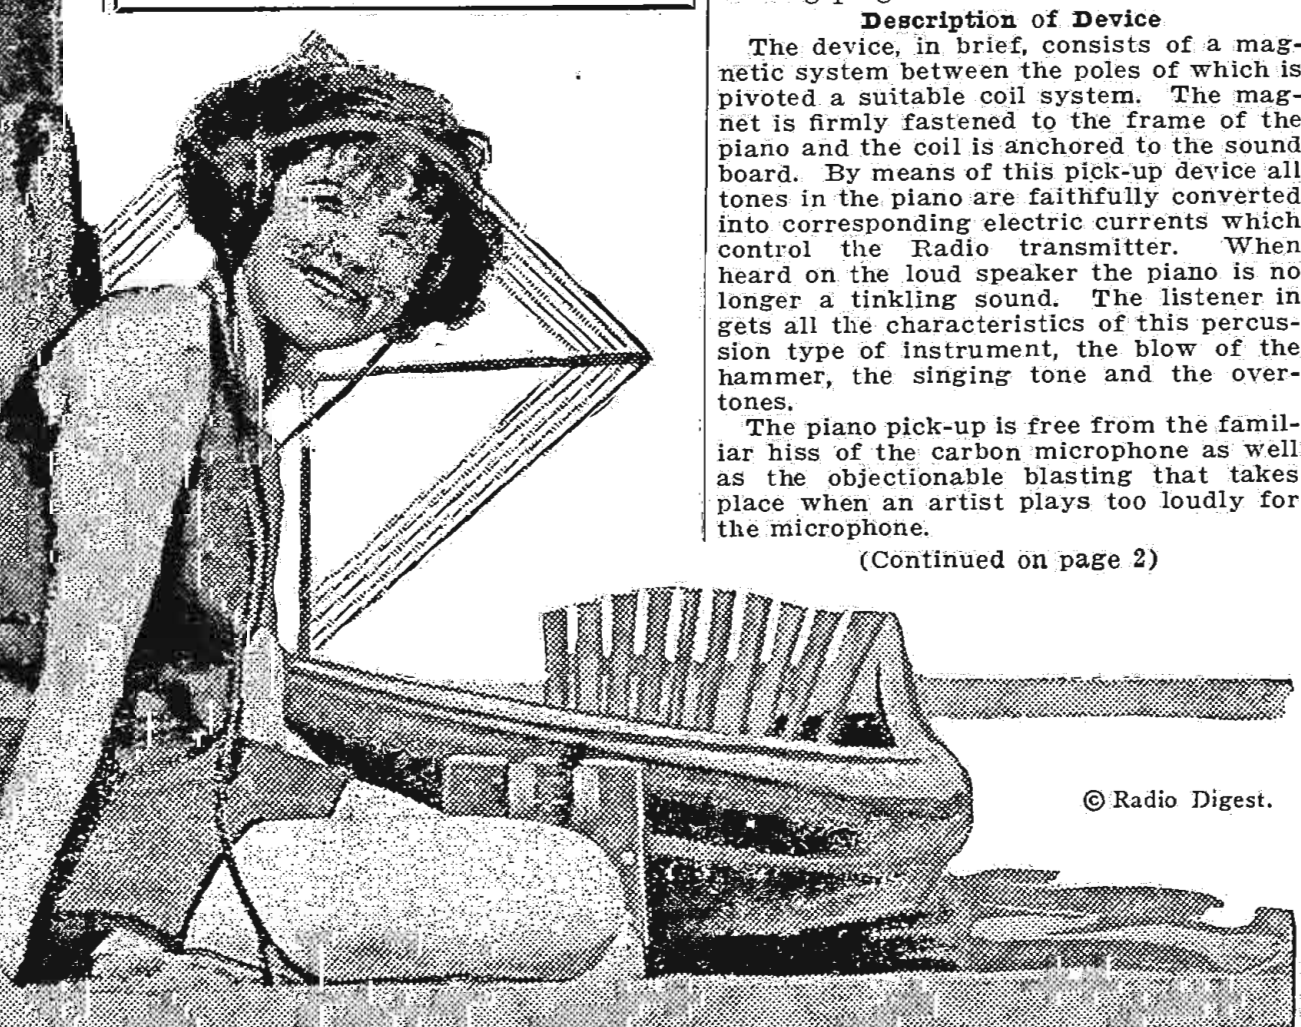 Description of Device
The device, in brief, consists of a mag-
netic system between the poles of which is
pivoted a suitable coil system. The mag-
net is firmly fastened to the frame of the
piano and the coil is anchored to the sound
board. By means of this pick-up device all
tones in the piano are faithfully converted
into corresponding electric currents which
control the Radio transmitter. When
heard on the loud speaker the piano is no
longer a tinkling sound. The listener in
gets all the characteristics of this percus-
sion type of instrument, the blow of the
hammer, the singing tone and the over-
tones.
The piano pick-up is free from the famil-
iar hiss of the carbon microphone as well
as the objectionable blasting that takes
place when an artist plays too loudly for
the microphone.
(Continued on page 2)
© Radio Digest.